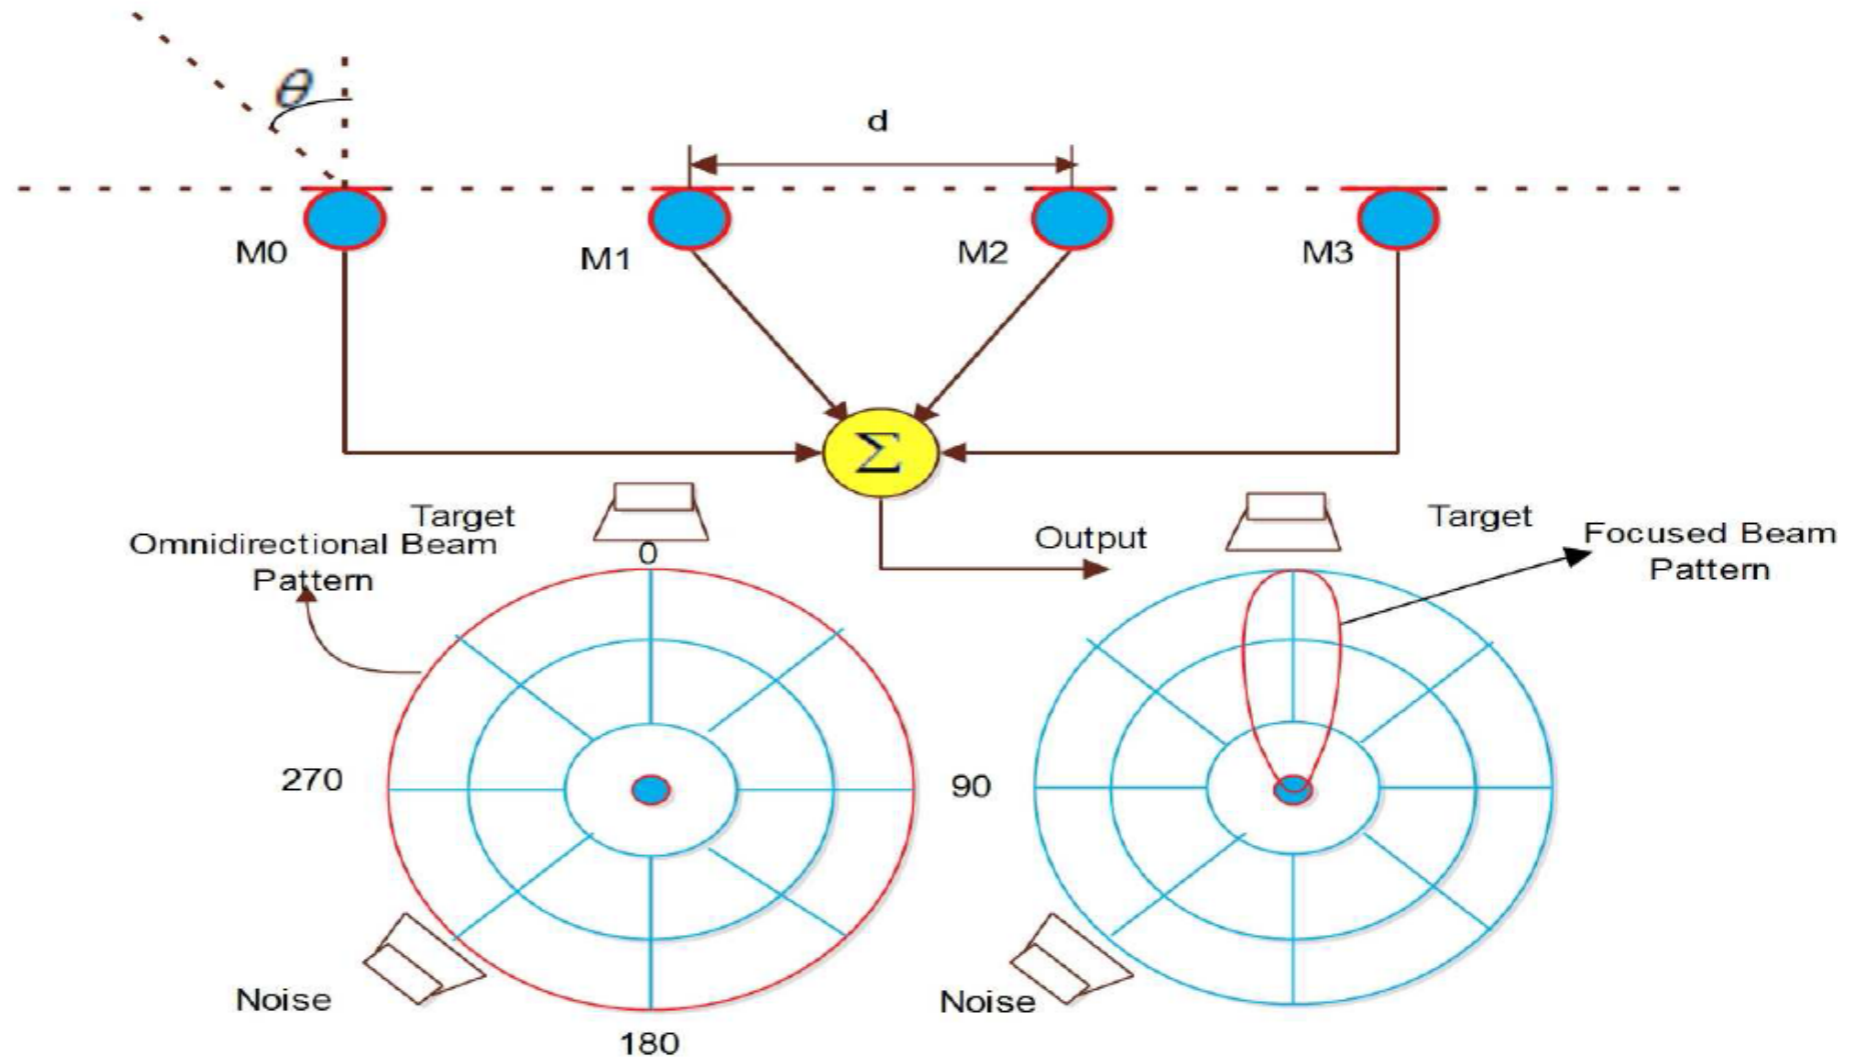 θ
d
M0
M1
M2
M3
Σ
Target
Omnidirectional Beam
Pattern
0
Output
Target
Focused Beam
Pattern
270
90
Noise
180
Noise